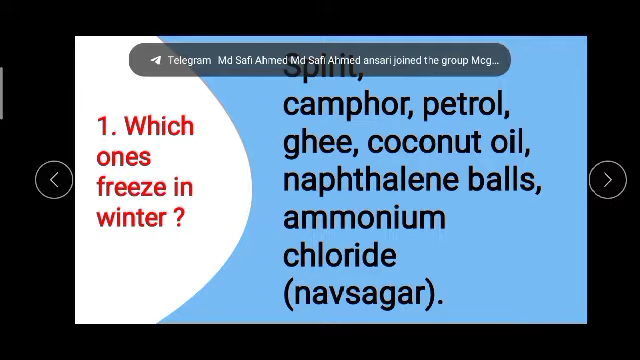 Telegram Md Safi Ahmed Md Safi Ahmed ansari joined the group Mcg...
1. Which
ones
freeze in
winter ?
Spirit,
camphor, petrol,
ghee, coconut oil,
naphthalene balls,
ammonium
chloride
(navsagar).